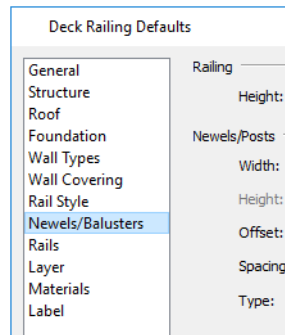 Deck Railing Defaults
General
Structure
Roof
Foundation
Wall Types
Wall Covering
Rail Style
Newels/Balusters
Rails
Layer
Materials
Label
Railing
Height:
Newels/Posts
Width:
Height:
Offset:
Spacing
Type: